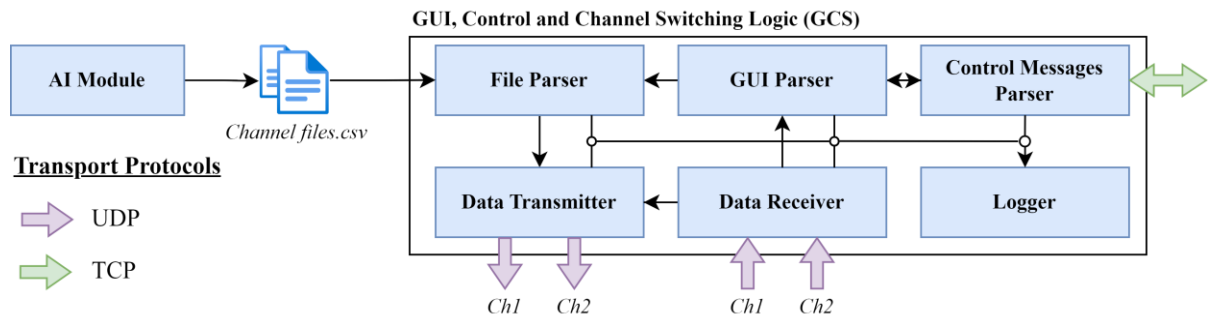 GUI, Control and Channel Switching Logic (GCS)
AI Module
Channel files.csv
File Parser
GUI Parser
Control Messages
Parser
Transport Protocols
UDP
TCP
Data Transmitter
Data Receiver
Logger
Ch1
Ch2
Ch1
Ch2